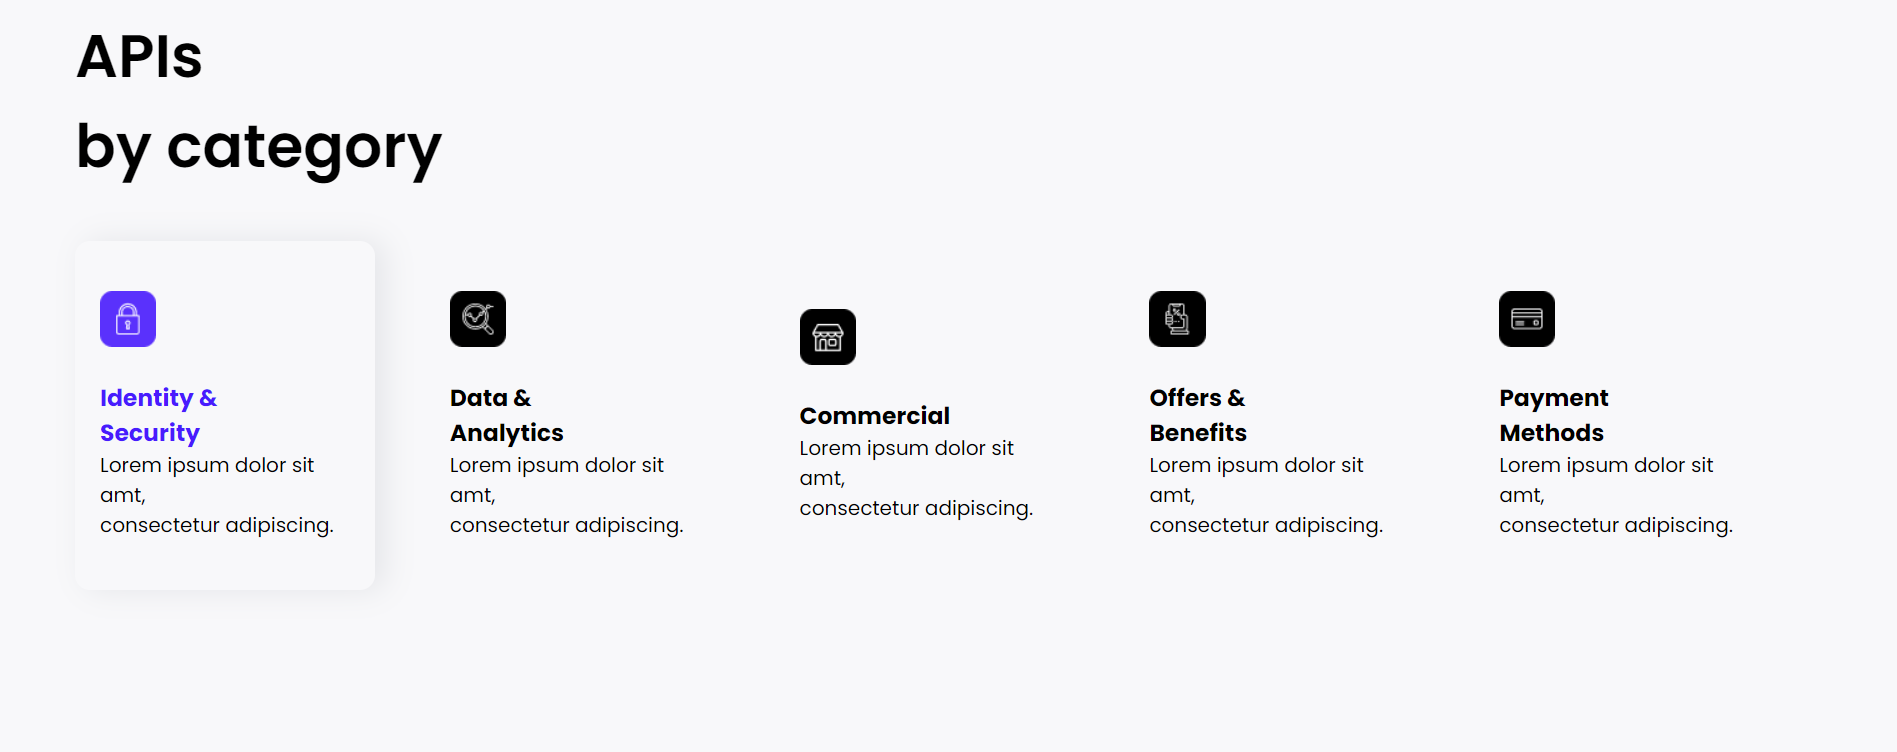 APIs
by category
Identity &
Security
Lorem ipsum dolor sit
amt,
consectetur adipiscing.
Data &
Analytics
Lorem ipsum dolor sit
amt,
consectetur adipiscing.
Commercial
Lorem ipsum dolor sit
amt,
consectetur adipiscing.
Offers &
Benefits
Lorem ipsum dolor sit
amt,
consectetur adipiscing.
Payment
Methods
Lorem ipsum dolor sit
amt,
consectetur adipiscing.